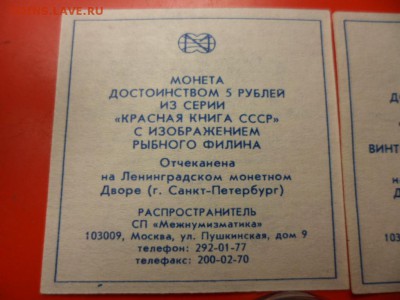 МОНЕТА
ДОСТОИНСТВОМ 5 РУБЛЕЙ
ИЗ СЕРИИ
«КРАСНАЯ КНИГА СССР»
С ИЗОБРАЖЕНИЕМ
РЫБНОГО ФИЛИНА
Отчеканена
на Ленинградском монетном
Дворе (г. Санкт-Петербург)
РАСПРОСТРАНИТЕЛЬ
СП «Межнумизматика»
103009, Москва, ул. Пушкинская, дом 9
телефон: 292-01-77
телефакс: 200-02-70
ВИНТ